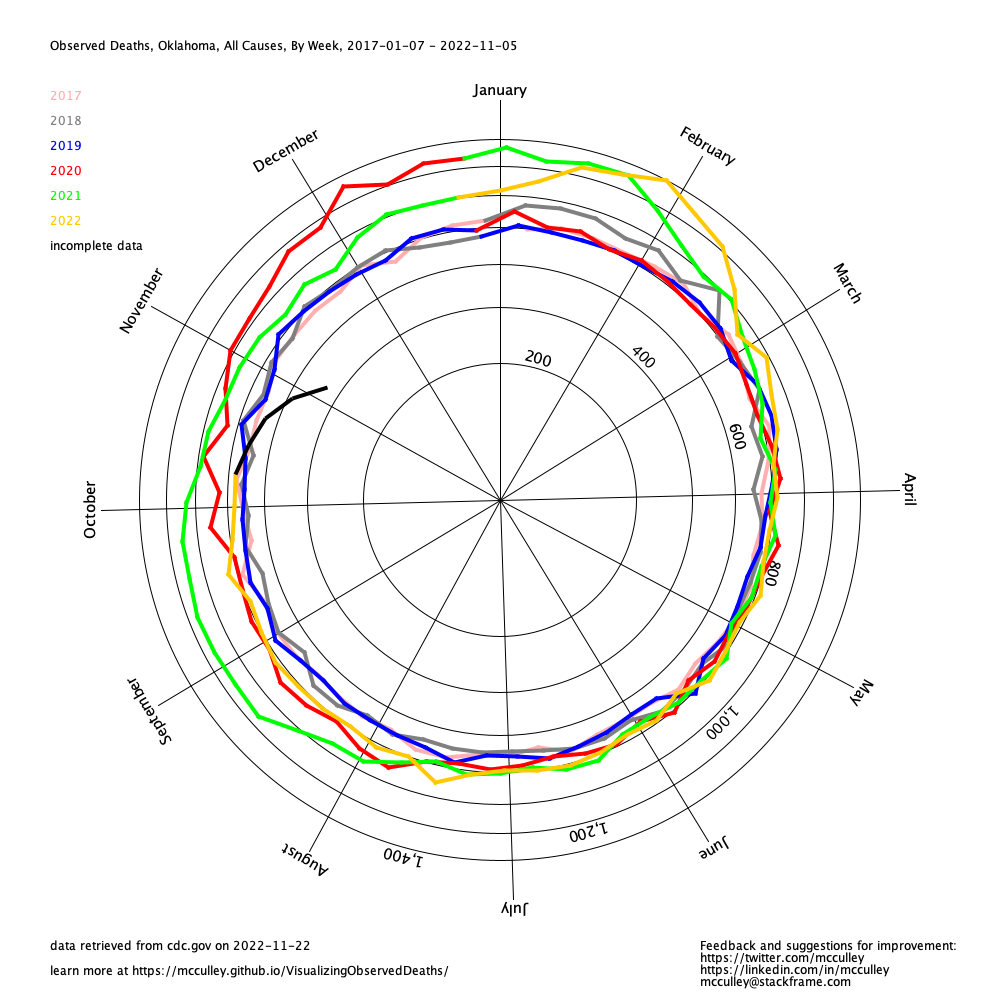 Observed Deaths, Oklahoma, All Causes, By Week, 2017-01-07 - 2022-11-05
January
February
March
April
May
June
July
August
September
October
November
December
2017
2018
2019
2020
2021
2022
incomplete data
200
400
600
800
1,000
1,200
1,400
data retrieved from cdc.gov on 2022-11-22
learn more at https://mcculley.github.io/VisualizingObservedDeaths/
Feedback and suggestions for improvement:
https://twitter.com/mcculley
https://linkedin.com/in/mcculley
mcculley@stackframe.com